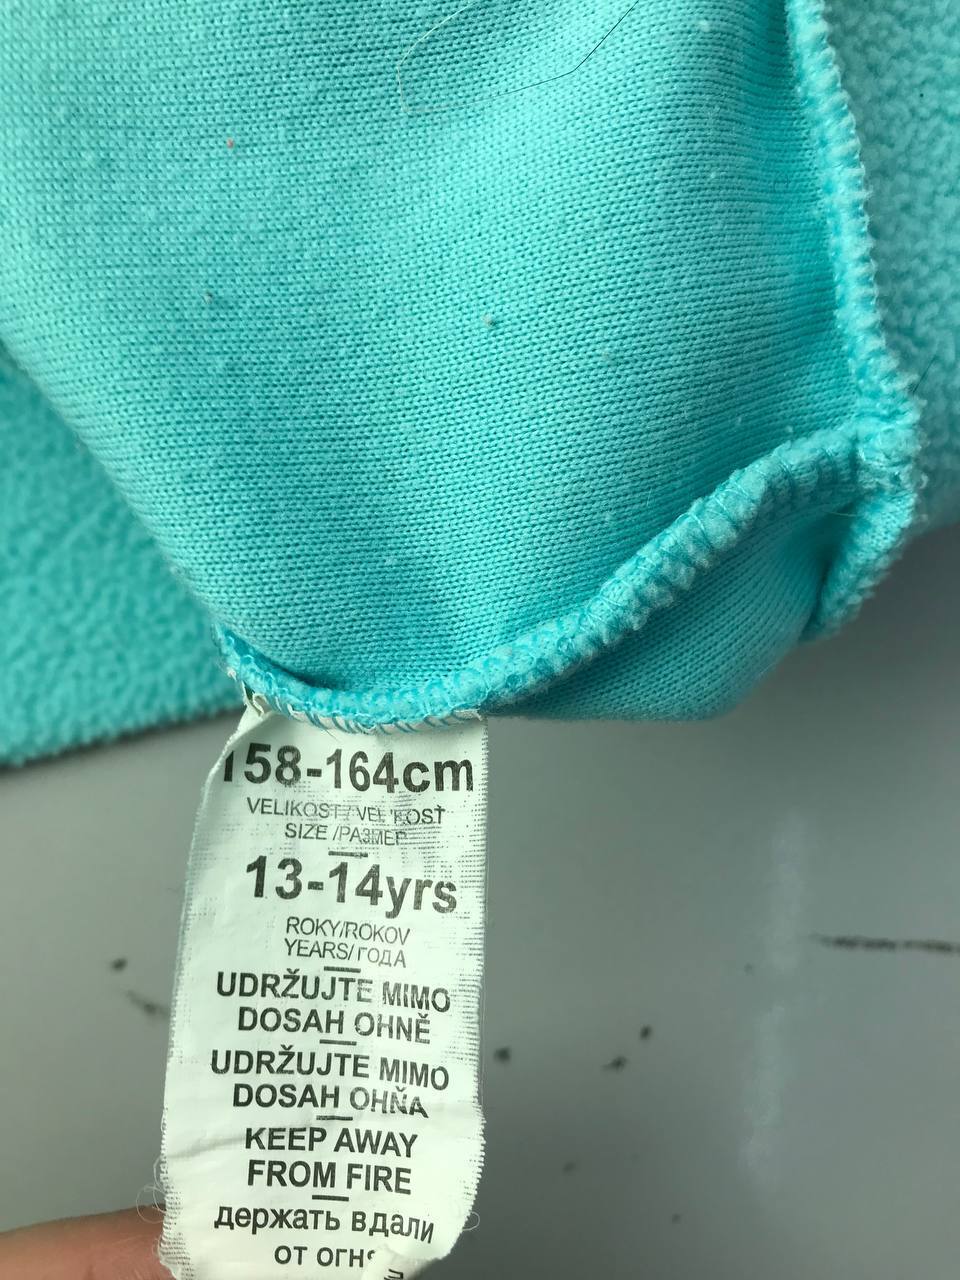 158-164cm
VELIKOST/VEĽKOSŤ
SIZE /РАЗМЕР
13-14yrs
ROKY/ROKOV
YEARS/ГОДА
UDRŽUJTE MIMO
DOSAH OHNĚ
UDRŽUJTE MIMO
DOSAH OHŇA
KEEP AWAY
FROM FIRE
держать вдали
от